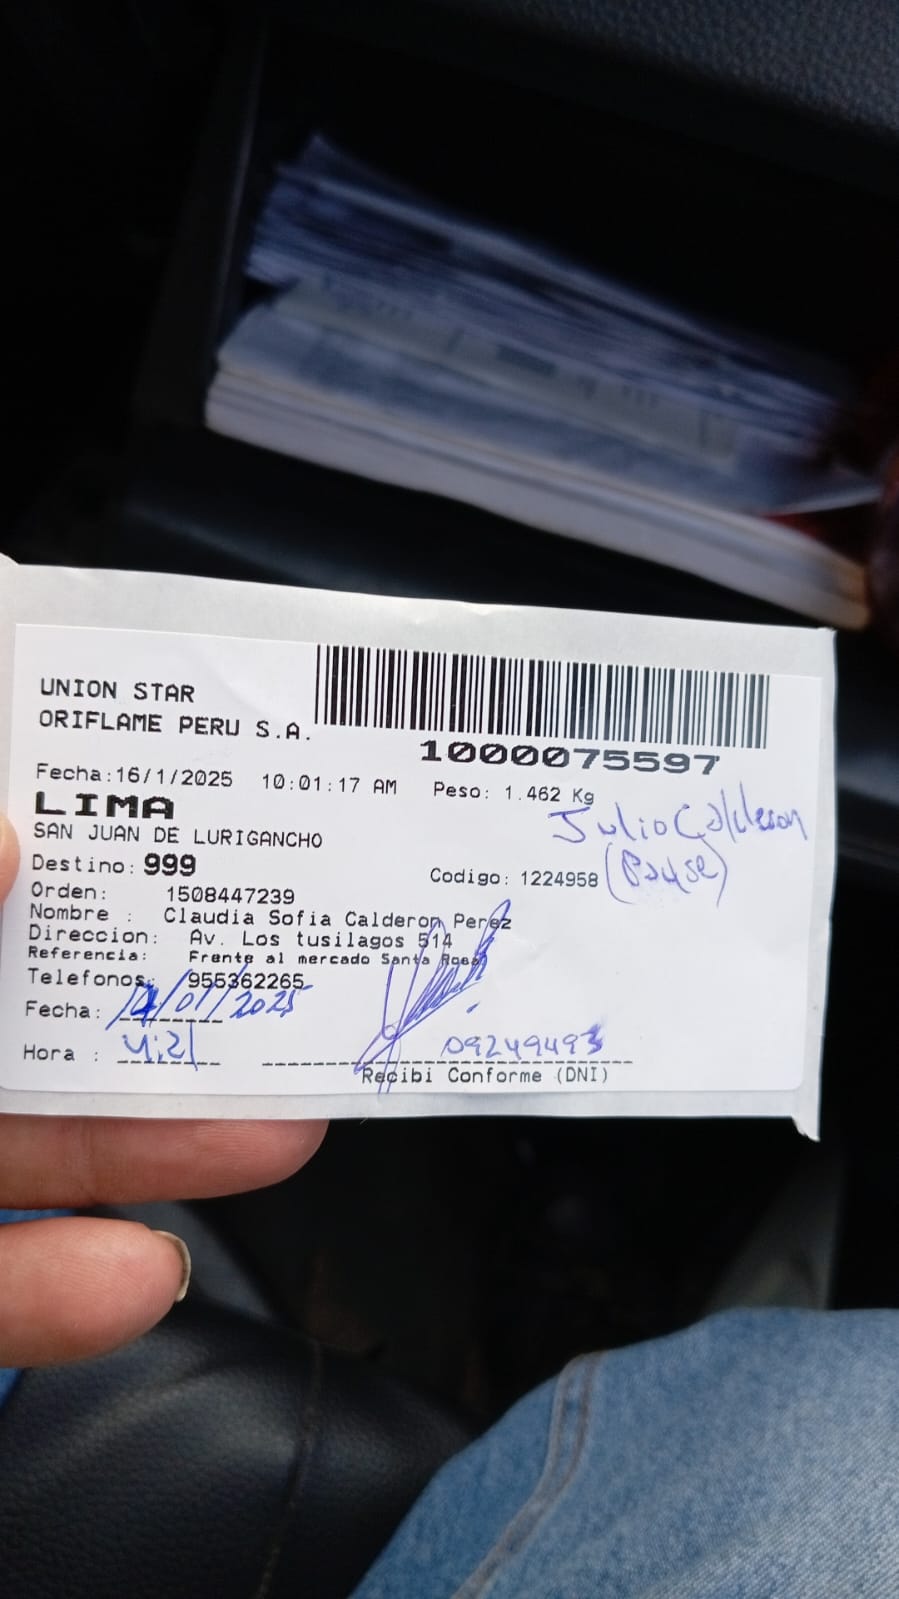 UNION STAR
ORIFLAME PERU S.A.
1000075597
Fecha:16/1/2025 10:01:17 AM Peso: 1.462 Kg
LIMA
Julio Calderon
SAN JUAN DE LURIGANCHO
Destino: 999
Codigo: 1224958
Orden: 1508447239
Nombre : Claudia Sofia Calderon Perez
Direccion: Av. Los tusilagos 514
Referencia: Frente al mercado Santa Rosa
Telefonos: 955362265
Fecha: /01/2025
Hora : 4:21
0924949
Recibi Conforme (DNI)